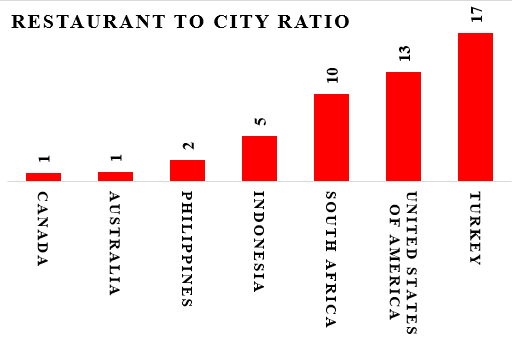 RESTAURANT TO CITY RATIO
1
1
2
5
10
13
17
CANADA
AUSTRALIA
PHILIPPINES
INDONESIA
SOUTH AFRICA
UNITED STATES
OF AMERICA
TURKEY